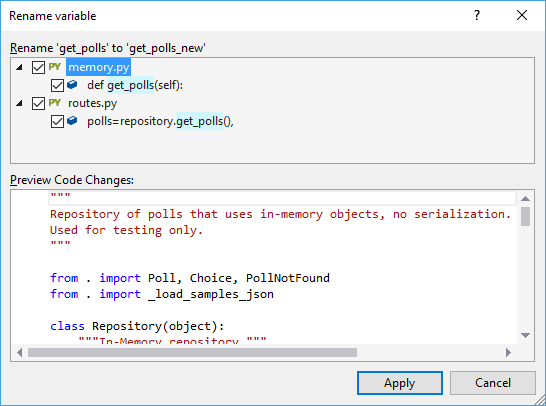 Rename variable
Rename 'get_polls' to 'get_polls_new'
PY memory.py
def get_polls(self):
PY routes.py
polls=repository.get_polls(),
Preview Code Changes:
"""
Repository of polls that uses in-memory objects, no serialization.
Used for testing only.
"""
from . import Poll, Choice, PollNotFound
from . import _load_samples_json
class Repository(object):
"""In-Memory repository."""
Apply
Cancel